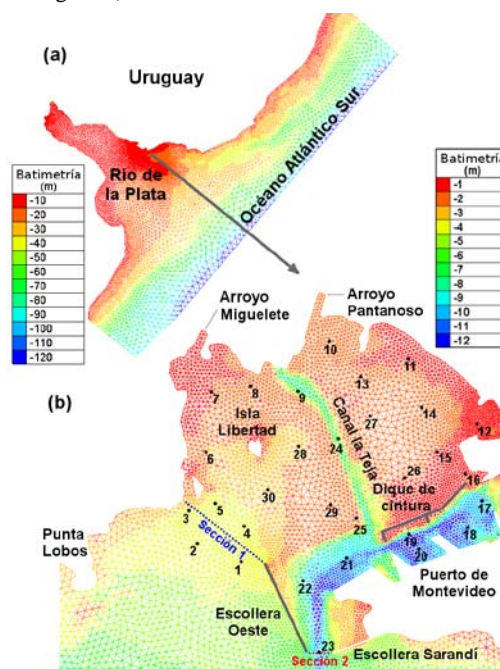 (a)
Uruguay
Río de
la Plata
Océano Atlántico Sur
Batimetría
(m)
-10
-20
-30
-40
-50
-60
-70
-80
-90
-100
-110
-120
Batimetría
(m)
-1
-2
-3
-4
-5
-6
-7
-8
-9
-10
-11
-12
Arroyo
Miguelete
Arroyo
Pantanoso
(b)
10
11
13
7
8
9
14
12
Isla
Libertad
27
Canal la Teja
24
28
6
15
26
16
Dique de
cintura
30
29
25
17
5
3
4
Sección 1
18
19
20
Punta
Lobos
2
1
21
22
Puerto de
Montevideo
Escollera
Oeste
23
Sección 2
Escollera Sarandí